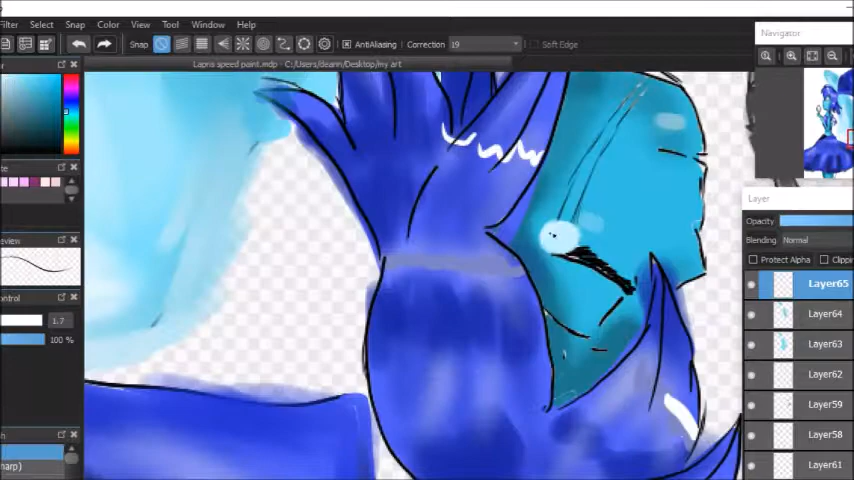 Filter Select Snap Color View Tool Window Help
Snap AntiAliasing Correction 19 Soft Edge
Navigator
Lapris speed paint.mdp - C:/Users/deann/Desktop/my art
Layer
Opacity
Blending Normal
Protect Alpha Clippin
Layer65
Layer64
Layer63
Layer62
Layer59
Layer58
Layer61
1.7
100 %